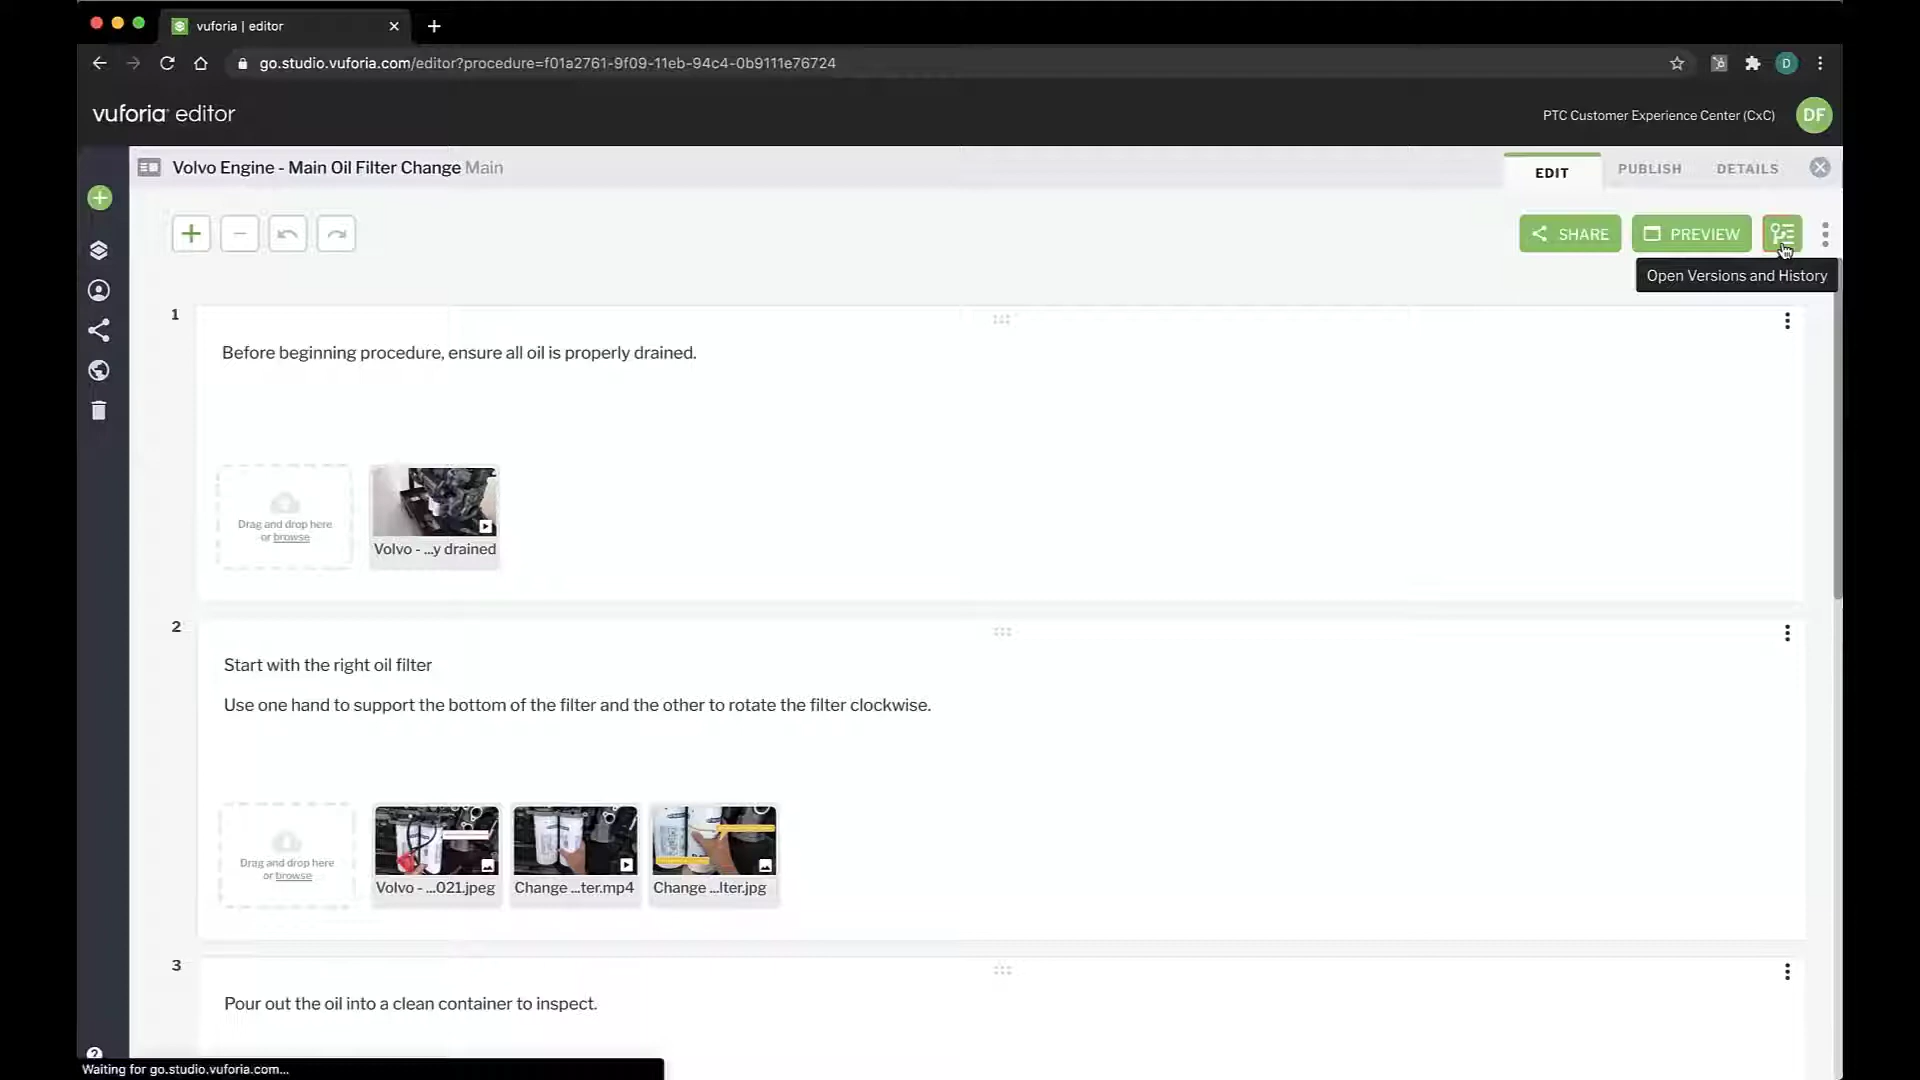 vuforia | editor
go.studio.vuforia.com/editor?procedure=f01a2761-9f09-11eb-94c4-0b9111e76724
D
vuforia editor
PTC Customer Experience Center (CxC)
DF
Volvo Engine - Main Oil Filter Change Main
EDIT
PUBLISH
DETAILS
SHARE
PREVIEW
Open Versions and History
1
Before beginning procedure, ensure all oil is properly drained.
Drag and drop here
or browse
Volvo - ...y drained
2
Start with the right oil filter
Use one hand to support the bottom of the filter and the other to rotate the filter clockwise.
Drag and drop here
or browse
Volvo - ...021.jpeg
Change ...ter.mp4
Change ...lter.jpg
3
Pour out the oil into a clean container to inspect.
?
Waiting for go.studio.vuforia.com...